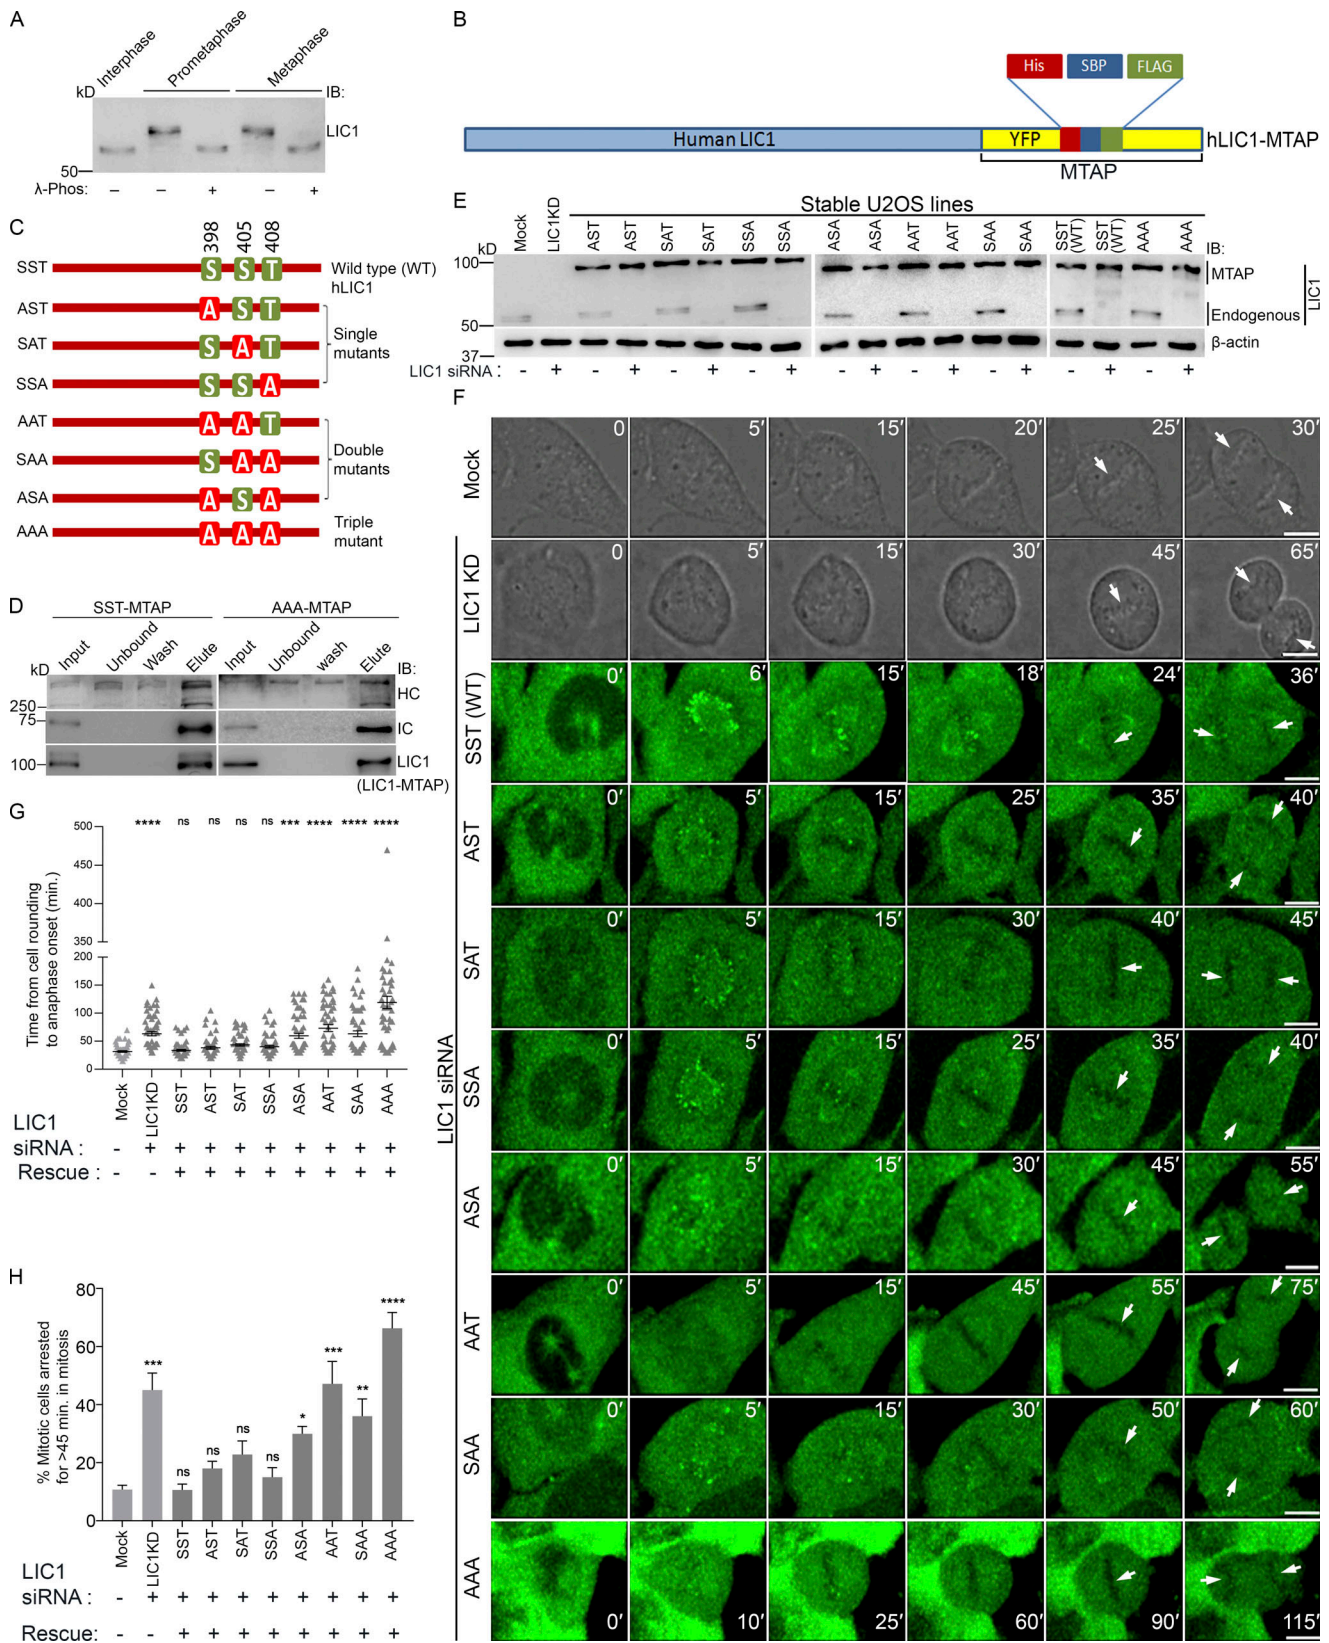 A
Interphase
Prometaphase
Metaphase
kD
IB:
LIC1
50
λ-Phos: – – + – +
B
His SBP FLAG
Human LIC1 YFP hLIC1-MTAP
MTAP
C
398 405 408
SST S S T Wild type (WT) hLIC1
AST A S T
SAT S A T Single mutants
SSA S S A
AAT A A T
SAA S A A Double mutants
ASA A S A
AAA A A A Triple mutant
D
SST-MTAP AAA-MTAP
Input Unbound Wash Elute Input Unbound wash Elute
kD IB:
HC
250
75
IC
100
LIC1
(LIC1-MTAP)
E
Stable U2OS lines
Mock LIC1KD AST AST SAT SAT SSA SSA ASA ASA AAT AAT SAA SAA SST (WT) SST (WT) AAA AAA
kD IB:
100
MTAP
Endogenous
LIC1
50
β-actin
37
LIC1 siRNA : - + - + - + - + - + - + - + - + - +
F
Mock 0 5′ 15′ 20′ 25′ 30′
LIC1 KD 0 5′ 15′ 30′ 45′ 65′
LIC1 siRNA
SST (WT) 0′ 6′ 15′ 18′ 24′ 36′
AST 0′ 5′ 15′ 25′ 35′ 40′
SAT 0′ 5′ 15′ 30′ 40′ 45′
SSA 0′ 5′ 15′ 25′ 35′ 40′
ASA 0′ 5′ 15′ 30′ 45′ 55′
AAT 0′ 5′ 15′ 45′ 55′ 75′
SAA 0′ 5′ 15′ 30′ 50′ 60′
AAA 0′ 10′ 25′ 60′ 90′ 115′
G
Time from cell rounding
to anaphase onset (min.)
500
450
400
350
200
150
100
50
0
**** ns ns ns ns *** **** **** ****
Mock LIC1KD SST AST SAT SSA ASA AAT SAA AAA
LIC1
siRNA : - + + + + + + + + +
Rescue : - - + + + + + + + +
H
% Mitotic cells arrested
for >45 min. in mitosis
80
60
40
20
0
*** ns ns ns ns * *** ** ****
Mock LIC1KD SST AST SAT SSA ASA AAT SAA AAA
LIC1
siRNA : - + + + + + + + + +
Rescue: - - + + + + + + + +